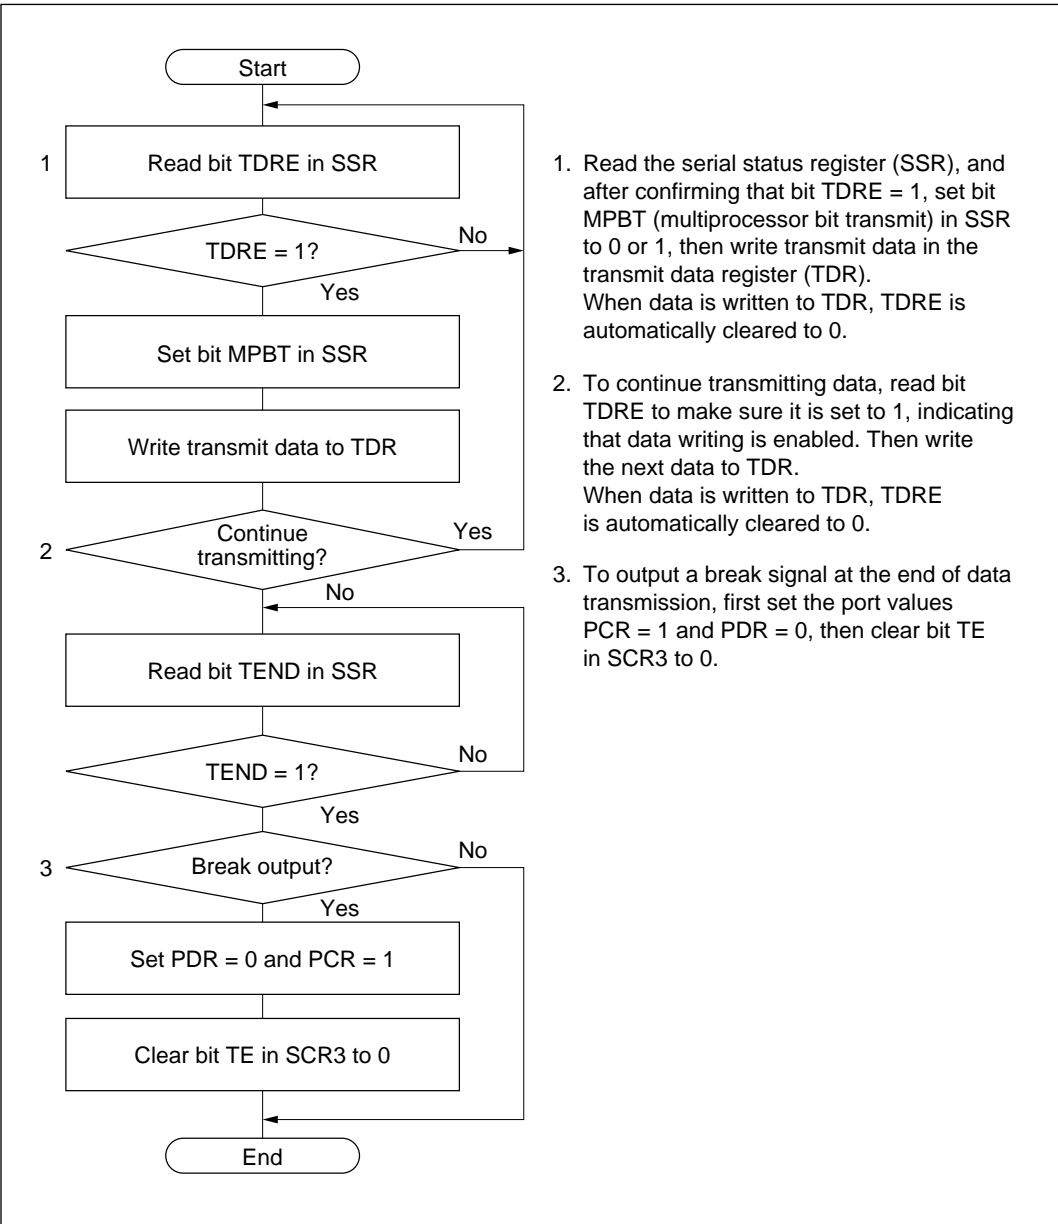 Start
1
Read bit TDRE in SSR
TDRE = 1?
No
Yes
Set bit MPBT in SSR
Write transmit data to TDR
2
Continue
transmitting?
Yes
No
Read bit TEND in SSR
TEND = 1?
No
Yes
3
Break output?
No
Yes
Set PDR = 0 and PCR = 1
Clear bit TE in SCR3 to 0
End
1. Read the serial status register (SSR), and
after confirming that bit TDRE = 1, set bit
MPBT (multiprocessor bit transmit) in SSR
to 0 or 1, then write transmit data in the
transmit data register (TDR).
When data is written to TDR, TDRE is
automatically cleared to 0.
2. To continue transmitting data, read bit
TDRE to make sure it is set to 1, indicating
that data writing is enabled. Then write
the next data to TDR.
When data is written to TDR, TDRE
is automatically cleared to 0.
3. To output a break signal at the end of data
transmission, first set the port values
PCR = 1 and PDR = 0, then clear bit TE
in SCR3 to 0.